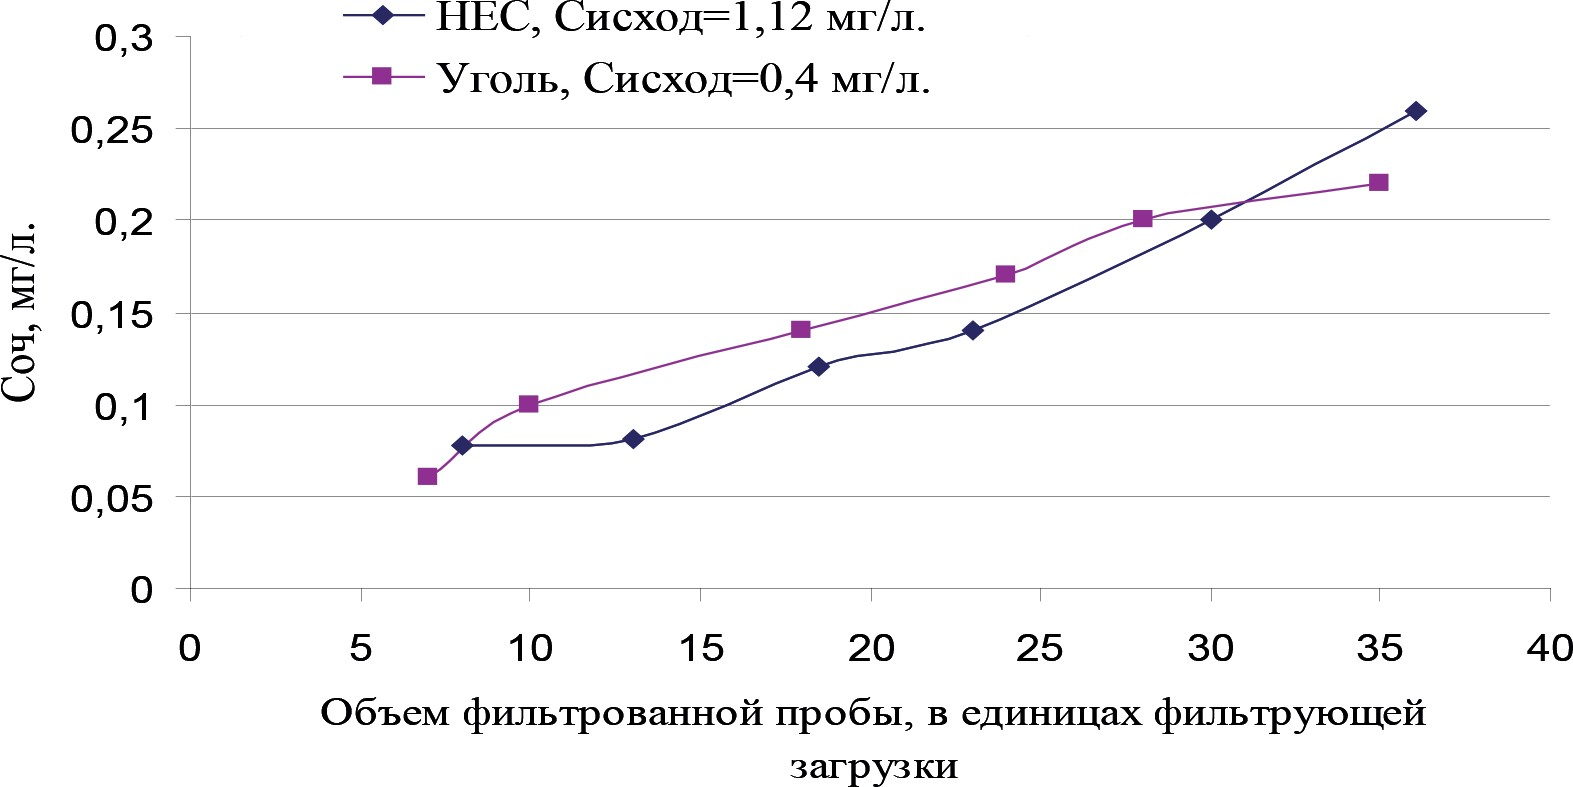 НЕС, Сисход=1,12 мг/л.
Уголь, Сисход=0,4 мг/л.
0,3
0,25
0,2
0,15
0,1
0,05
0
Соч, мг/л.
0 5 10 15 20 25 30 35 40
Объем фильтрованной пробы, в единицах фильтрующей
загрузки